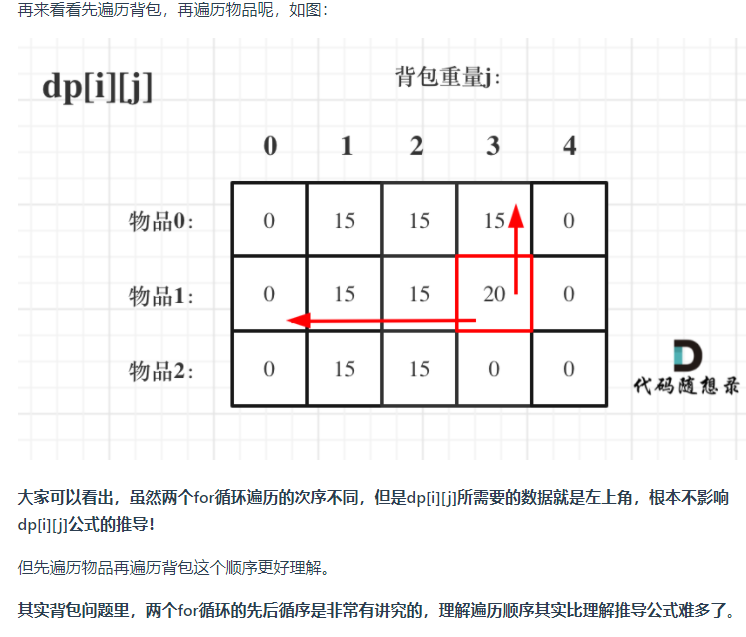 再来看看先遍历背包，再遍历物品呢，如图：
dp[i][j]
背包重量j：
0 1 2 3 4
物品0： 0 15 15 15 0
物品1： 0 15 15 20 0
物品2： 0 15 15 0 0
代码随想录
大家可以看出，虽然两个for循环遍历的次序不同，但是dp[i][j]所需要的数据就是左上角，根本不影响
dp[i][j]公式的推导！
但先遍历物品再遍历背包这个顺序更好理解。
其实背包问题里，两个for循环的先后循序是非常有讲究的，理解遍历顺序其实比理解推导公式难多了。